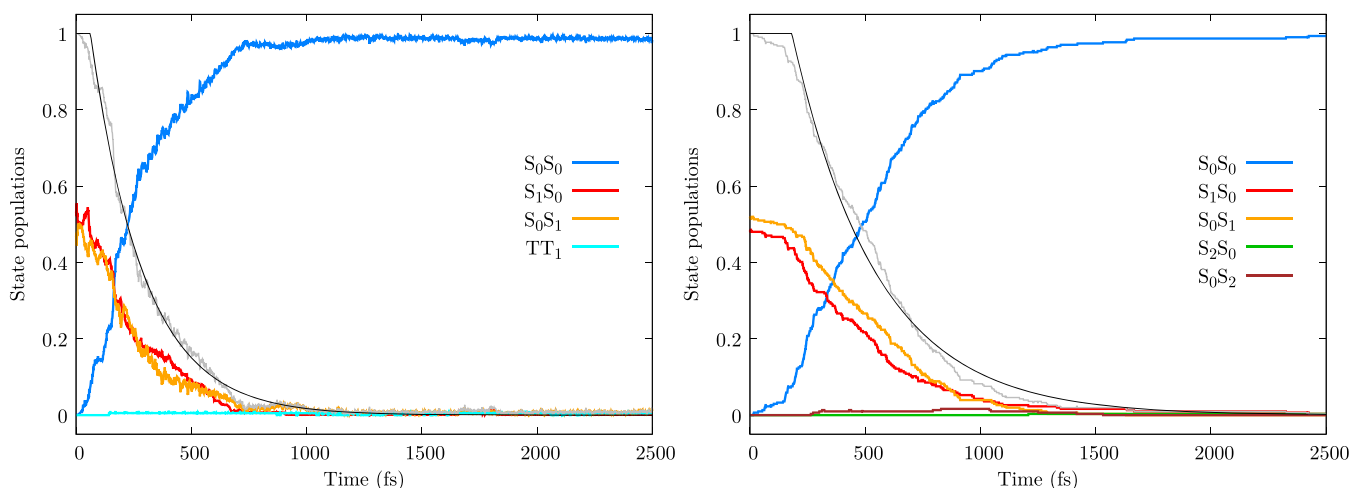 1
0.8
0.6
0.4
0.2
0
State populations
S₀S₀
S₁S₀
S₀S₁
TT₁
0 500 1000 1500 2000 2500
Time (fs)
1
0.8
0.6
0.4
0.2
0
State populations
S₀S₀
S₁S₀
S₀S₁
S₂S₀
S₀S₂
0 500 1000 1500 2000 2500
Time (fs)